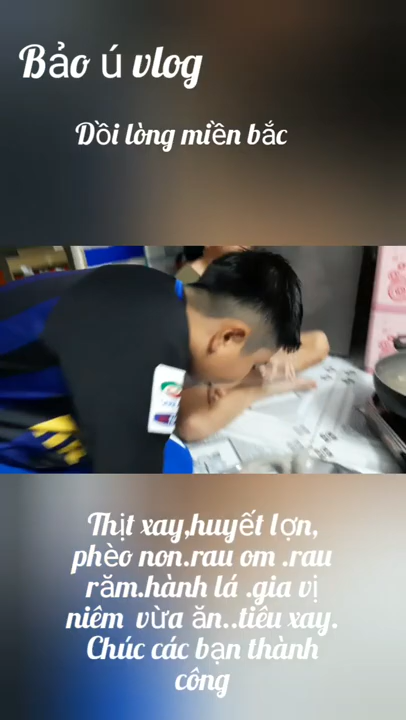 Bảo ú vlog
Dồi lòng miền bắc
Thịt xay,huyết lợn,
phèo non.rau om .rau
răm.hành lá .gia vị
niêm vừa ăn..tiêu xay.
Chúc các bạn thành
công